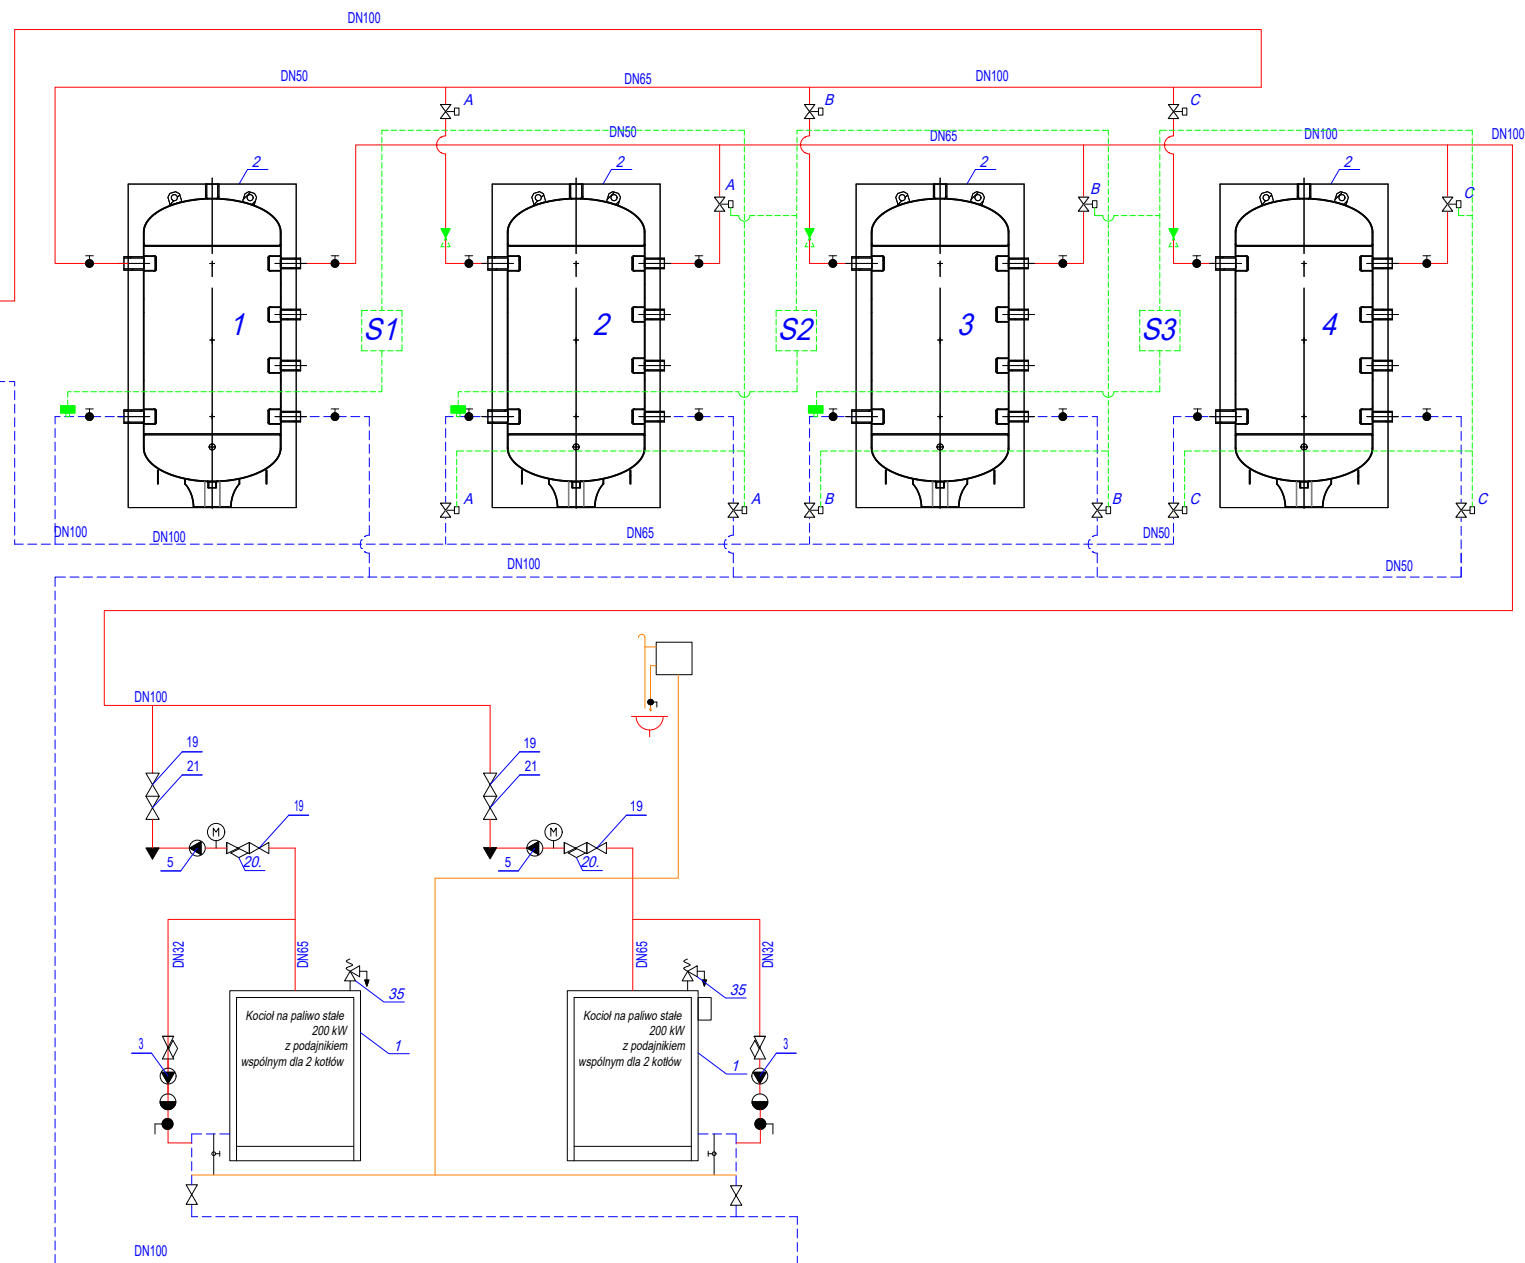 DN100
DN50
DN65
DN100
A
B
C
DN50
DN65
DN100
DN100
2
2
2
2
A
B
C
1
S1
2
S2
3
S3
4
A
A
B
B
C
C
DN100
DN100
DN65
DN50
DN100
DN50
DN100
19
21
19
21
19
19
M
M
5
20.
5
20.
DN32
DN65
DN65
DN32
35
35
Kocioł na paliwo stałe
200 kW
z podajnikiem
wspólnym dla 2 kotłów
Kocioł na paliwo stałe
200 kW
z podajnikiem
wspólnym dla 2 kotłów
3
1
1
3
DN100